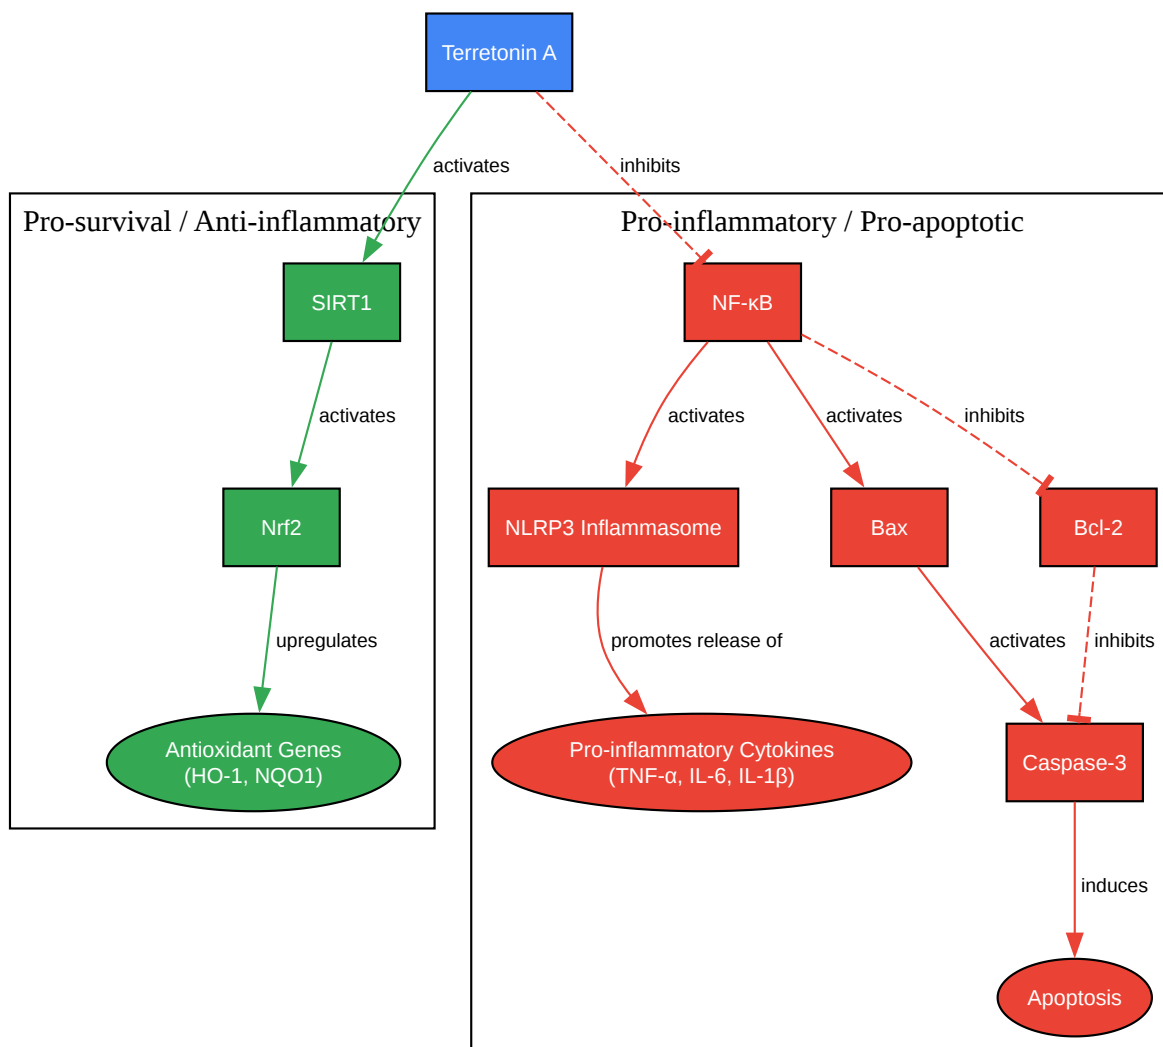 Terretonin A
activates
inhibits
Pro-survival / Anti-inflammatory
Pro-inflammatory / Pro-apoptotic
SIRT1
NF-κB
activates
activates
activates
inhibits
Nrf2
NLRP3 Inflammasome
Bax
Bcl-2
upregulates
promotes release of
activates
inhibits
Antioxidant Genes
(HO-1, NQO1)
Pro-inflammatory Cytokines
(TNF-α, IL-6, IL-1β)
Caspase-3
induces
Apoptosis